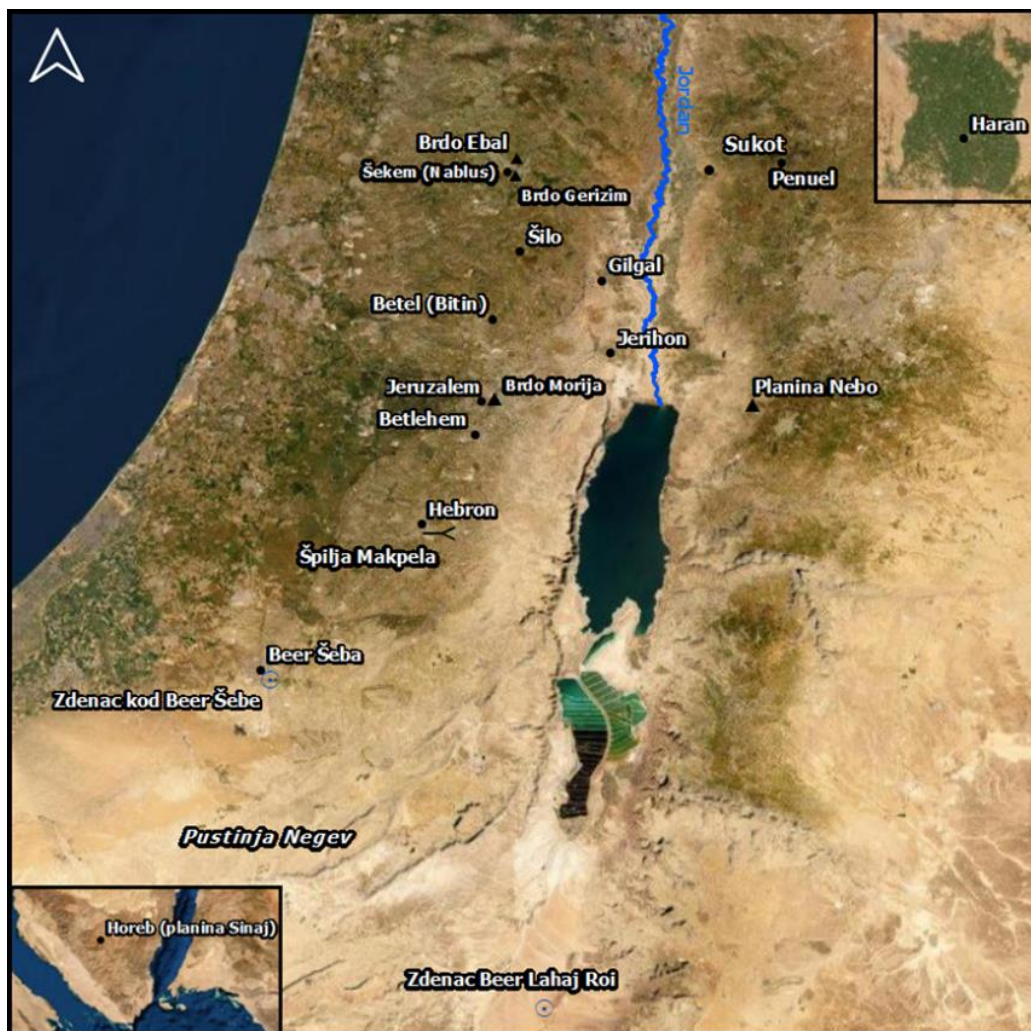 Jordan
Haran
Brdo Ebal
Sukot
Šekem (Nablus)
Penuel
Brdo Gerizim
Šilo
Gilgal
Betel (Bitin)
Jerihon
Jeruzalem
Brdo Morija
Planina Nebo
Betlehem
Hebron
Špilja Makpela
Beer Šeba
Zdenac kod Beer Šebe
Pustinja Negev
Horeb (planina Sinaj)
Zdenac Beer Lahaj Roi